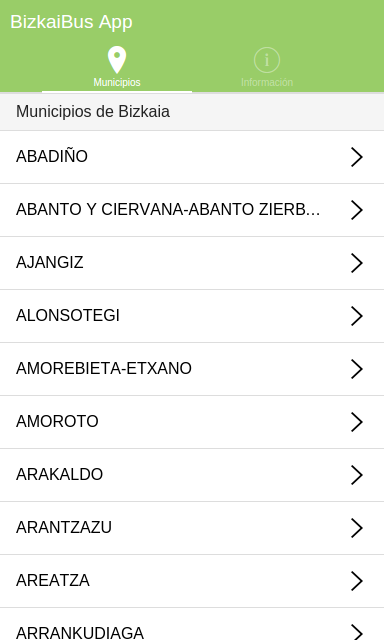 BizkaiBus App
Municipios
Información
Municipios de Bizkaia
ABADIÑO
ABANTO Y CIERVANA-ABANTO ZIERB…
AJANGIZ
ALONSOTEGI
AMOREBIETA-ETXANO
AMOROTO
ARAKALDO
ARANTZAZU
AREATZA
ARRANKUDIAGA